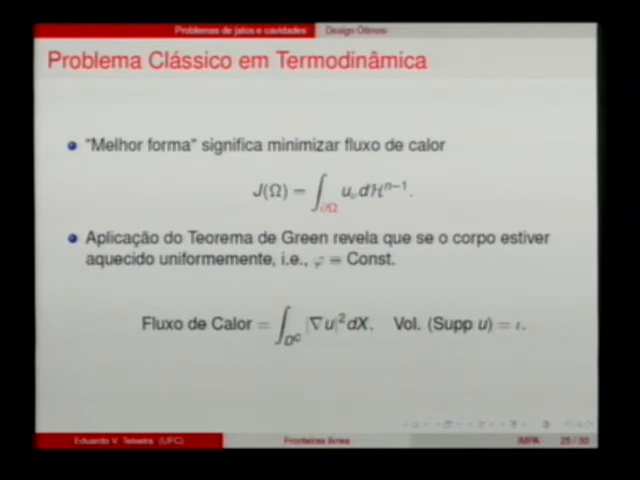 Problemas de jatos e cavidades Design Ótimos
Problema Clássico em Termodinâmica
"Melhor forma" significa minimizar fluxo de calor
J(Ω) = ∫_{∂Ω} u_ν dℋ^{n−1}.
Aplicação do Teorema de Green revela que se o corpo estiver
aquecido uniformemente, i.e., φ = Const.
Fluxo de Calor = ∫_{D^C} |∇u|² dX, Vol. (Supp u) = ι.
Eduardo V. Teixeira (UFC) Fronteiras livres IMPA 25 / 30